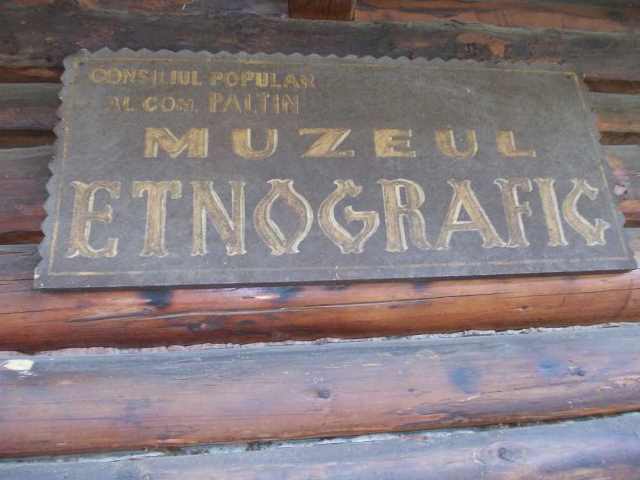 CONSILIUL POPULAR
AL COM. PALTIN
MUZEUL
ETNOGRAFIC